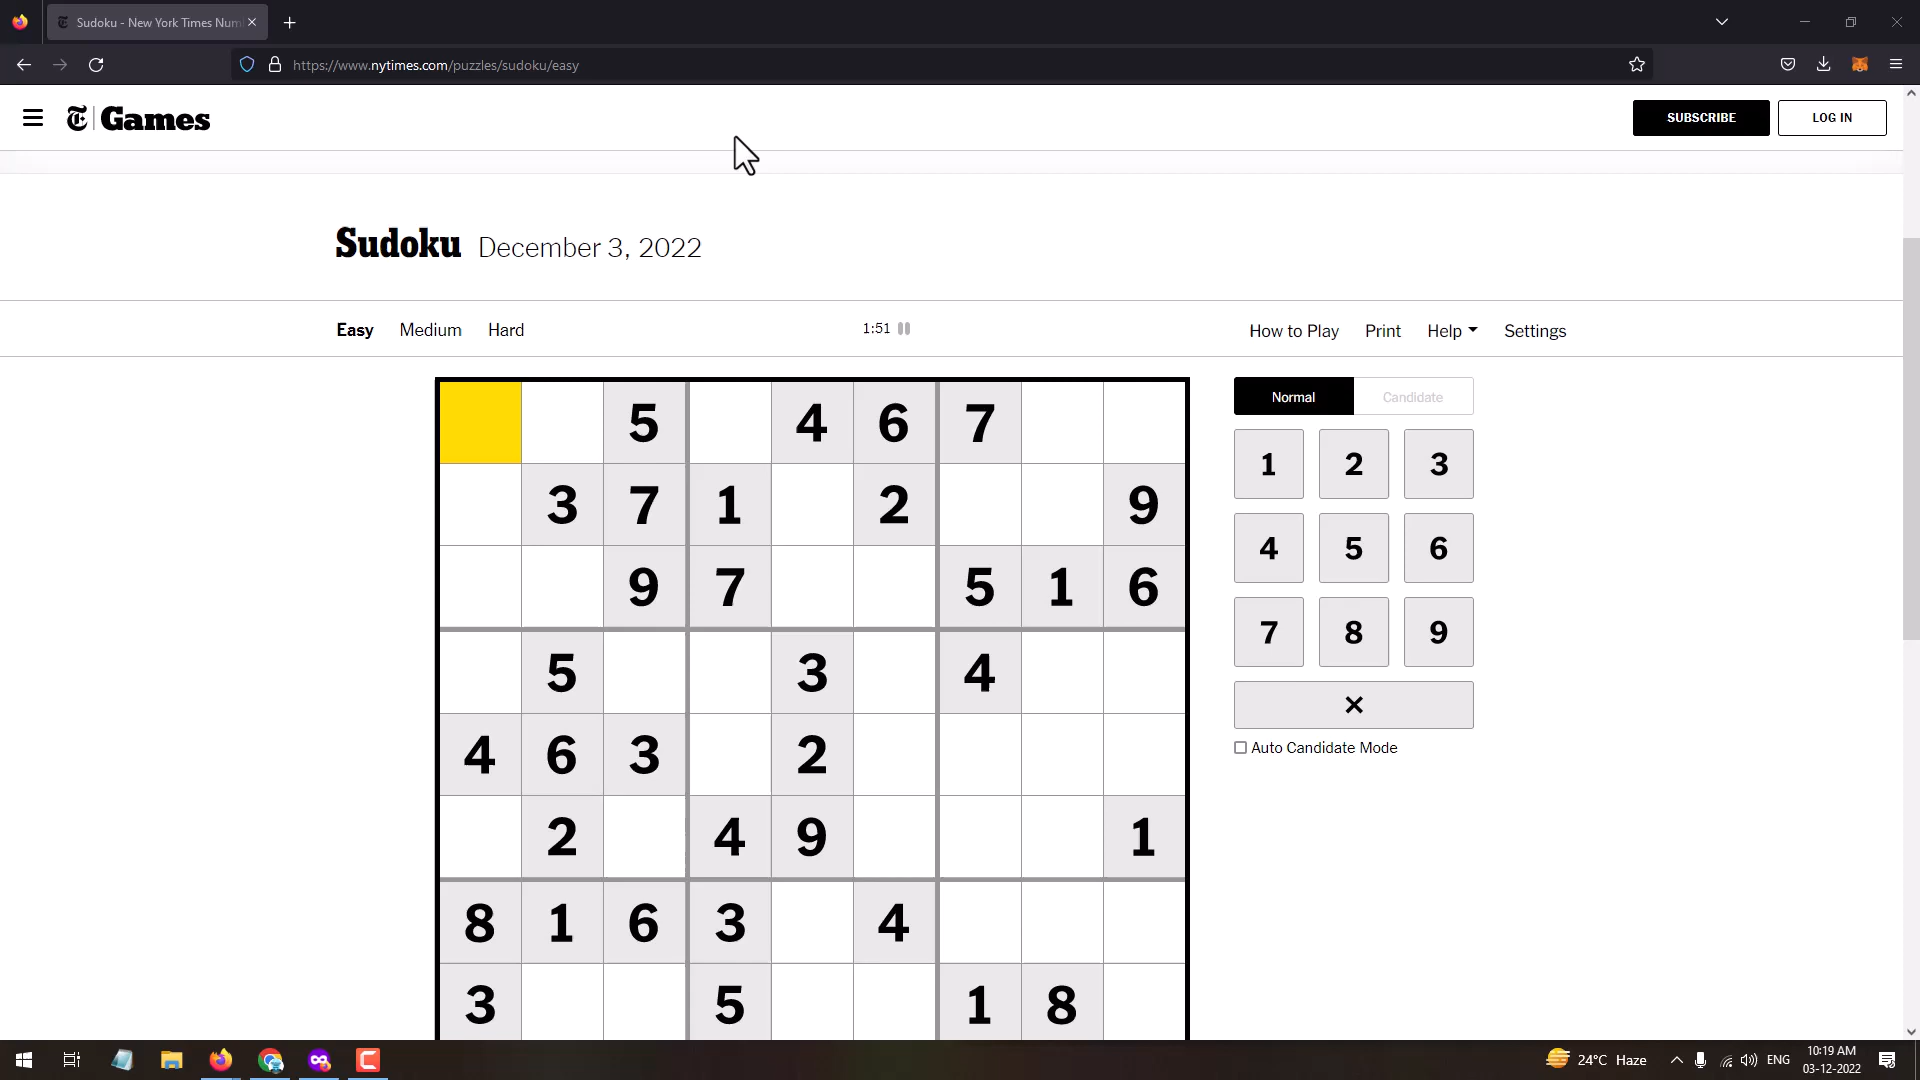 Sudoku - New York Times Num
https://www.nytimes.com/puzzles/sudoku/easy
T Games
SUBSCRIBE
LOG IN
Sudoku December 3, 2022
Easy Medium Hard
1:51
How to Play Print Help Settings
5 4 6 7
3 7 1 2 9
9 7 5 1 6
5 3 4
4 6 3 2
2 4 9 1
8 1 6 3 4
3 5 1 8
Normal Candidate
1 2 3
4 5 6
7 8 9
Auto Candidate Mode
24°C Haze
ENG
10:19 AM
03-12-2022